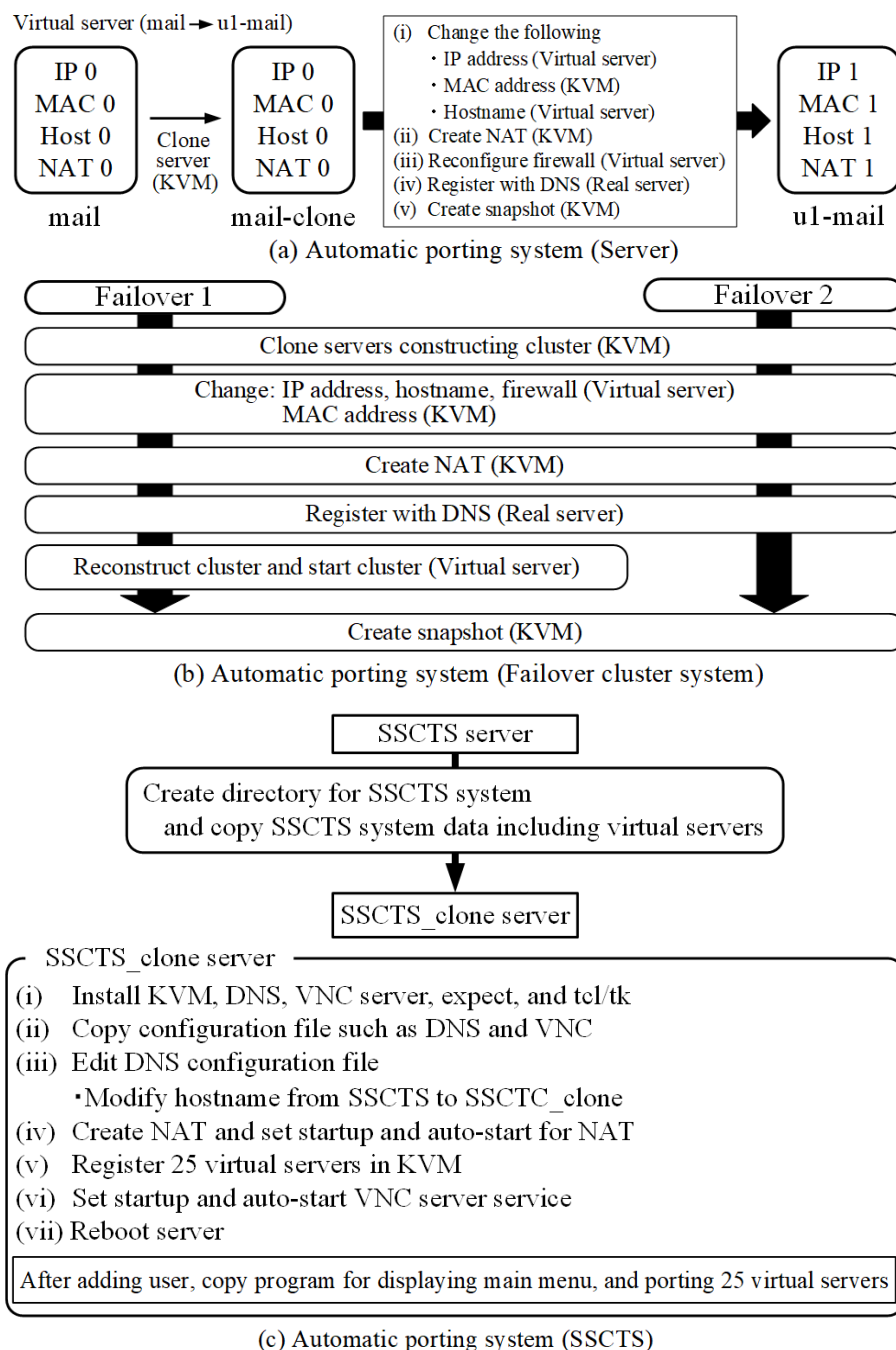 Virtual server (mail → u1-mail)
IP 0
MAC 0
Host 0
NAT 0
mail
Clone
server
(KVM)
IP 0
MAC 0
Host 0
NAT 0
mail-clone
(i) Change the following
・IP address (Virtual server)
・MAC address (KVM)
・Hostname (Virtual server)
(ii) Create NAT (KVM)
(iii) Reconfigure firewall (Virtual server)
(iv) Register with DNS (Real server)
(v) Create snapshot (KVM)
IP 1
MAC 1
Host 1
NAT 1
u1-mail
(a) Automatic porting system (Server)
Failover 1
Failover 2
Clone servers constructing cluster (KVM)
Change: IP address, hostname, firewall (Virtual server)
MAC address (KVM)
Create NAT (KVM)
Register with DNS (Real server)
Reconstruct cluster and start cluster (Virtual server)
Create snapshot (KVM)
(b) Automatic porting system (Failover cluster system)
SSCTS server
Create directory for SSCTS system
and copy SSCTS system data including virtual servers
SSCTS_clone server
SSCTS_clone server
(i) Install KVM, DNS, VNC server, expect, and tcl/tk
(ii) Copy configuration file such as DNS and VNC
(iii) Edit DNS configuration file
・Modify hostname from SSCTS to SSCTC_clone
(iv) Create NAT and set startup and auto-start for NAT
(v) Register 25 virtual servers in KVM
(vi) Set startup and auto-start VNC server service
(vii) Reboot server
After adding user, copy program for displaying main menu, and porting 25 virtual servers
(c) Automatic porting system (SSCTS)